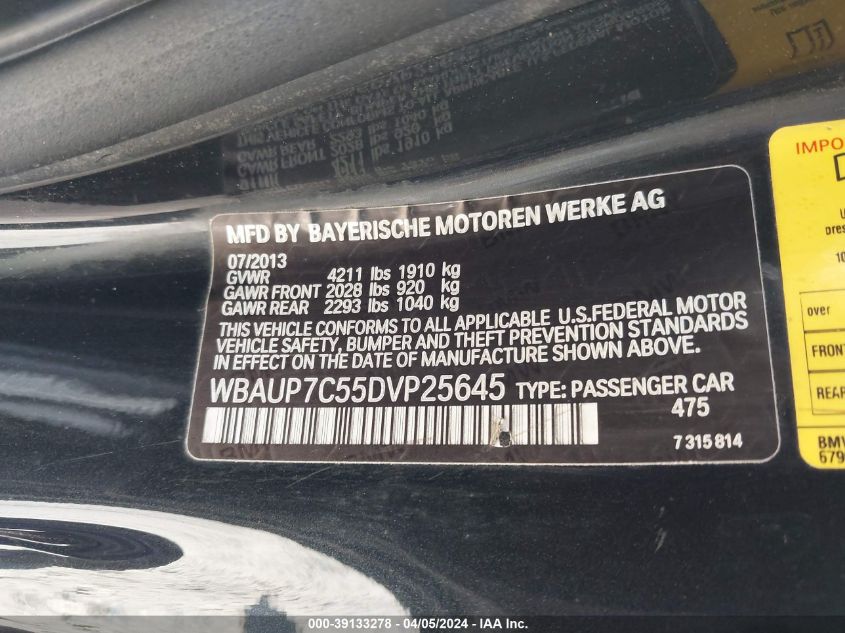 MFD BY BAYERISCHE MOTOREN WERKE AG
07/2013
GVWR 4211 lbs 1910 kg
GAWR FRONT 2028 lbs 920 kg
GAWR REAR 2293 lbs 1040 kg
THIS VEHICLE CONFORMS TO ALL APPLICABLE U.S.FEDERAL MOTOR
VEHICLE SAFETY, BUMPER AND THEFT PREVENTION STANDARDS
IN EFFECT ON THE DATE OF MANUFACTURE SHOWN ABOVE.
WBAUP7C55DVP25645 TYPE: PASSENGER CAR
475
7 315 814
over
FRONT
REAR
BMW
000-39133278 - 04/05/2024 - IAA Inc.